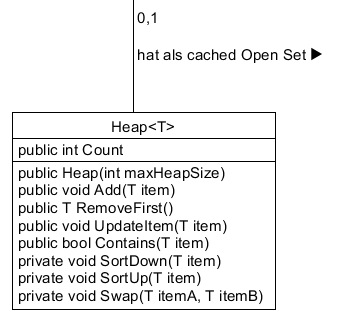 0,1
hat als cached Open Set ▶
Heap<T>
public int Count
public Heap(int maxHeapSize)
public void Add(T item)
public T RemoveFirst()
public void UpdateItem(T item)
public bool Contains(T item)
private void SortDown(T item)
private void SortUp(T item)
private void Swap(T itemA, T itemB)